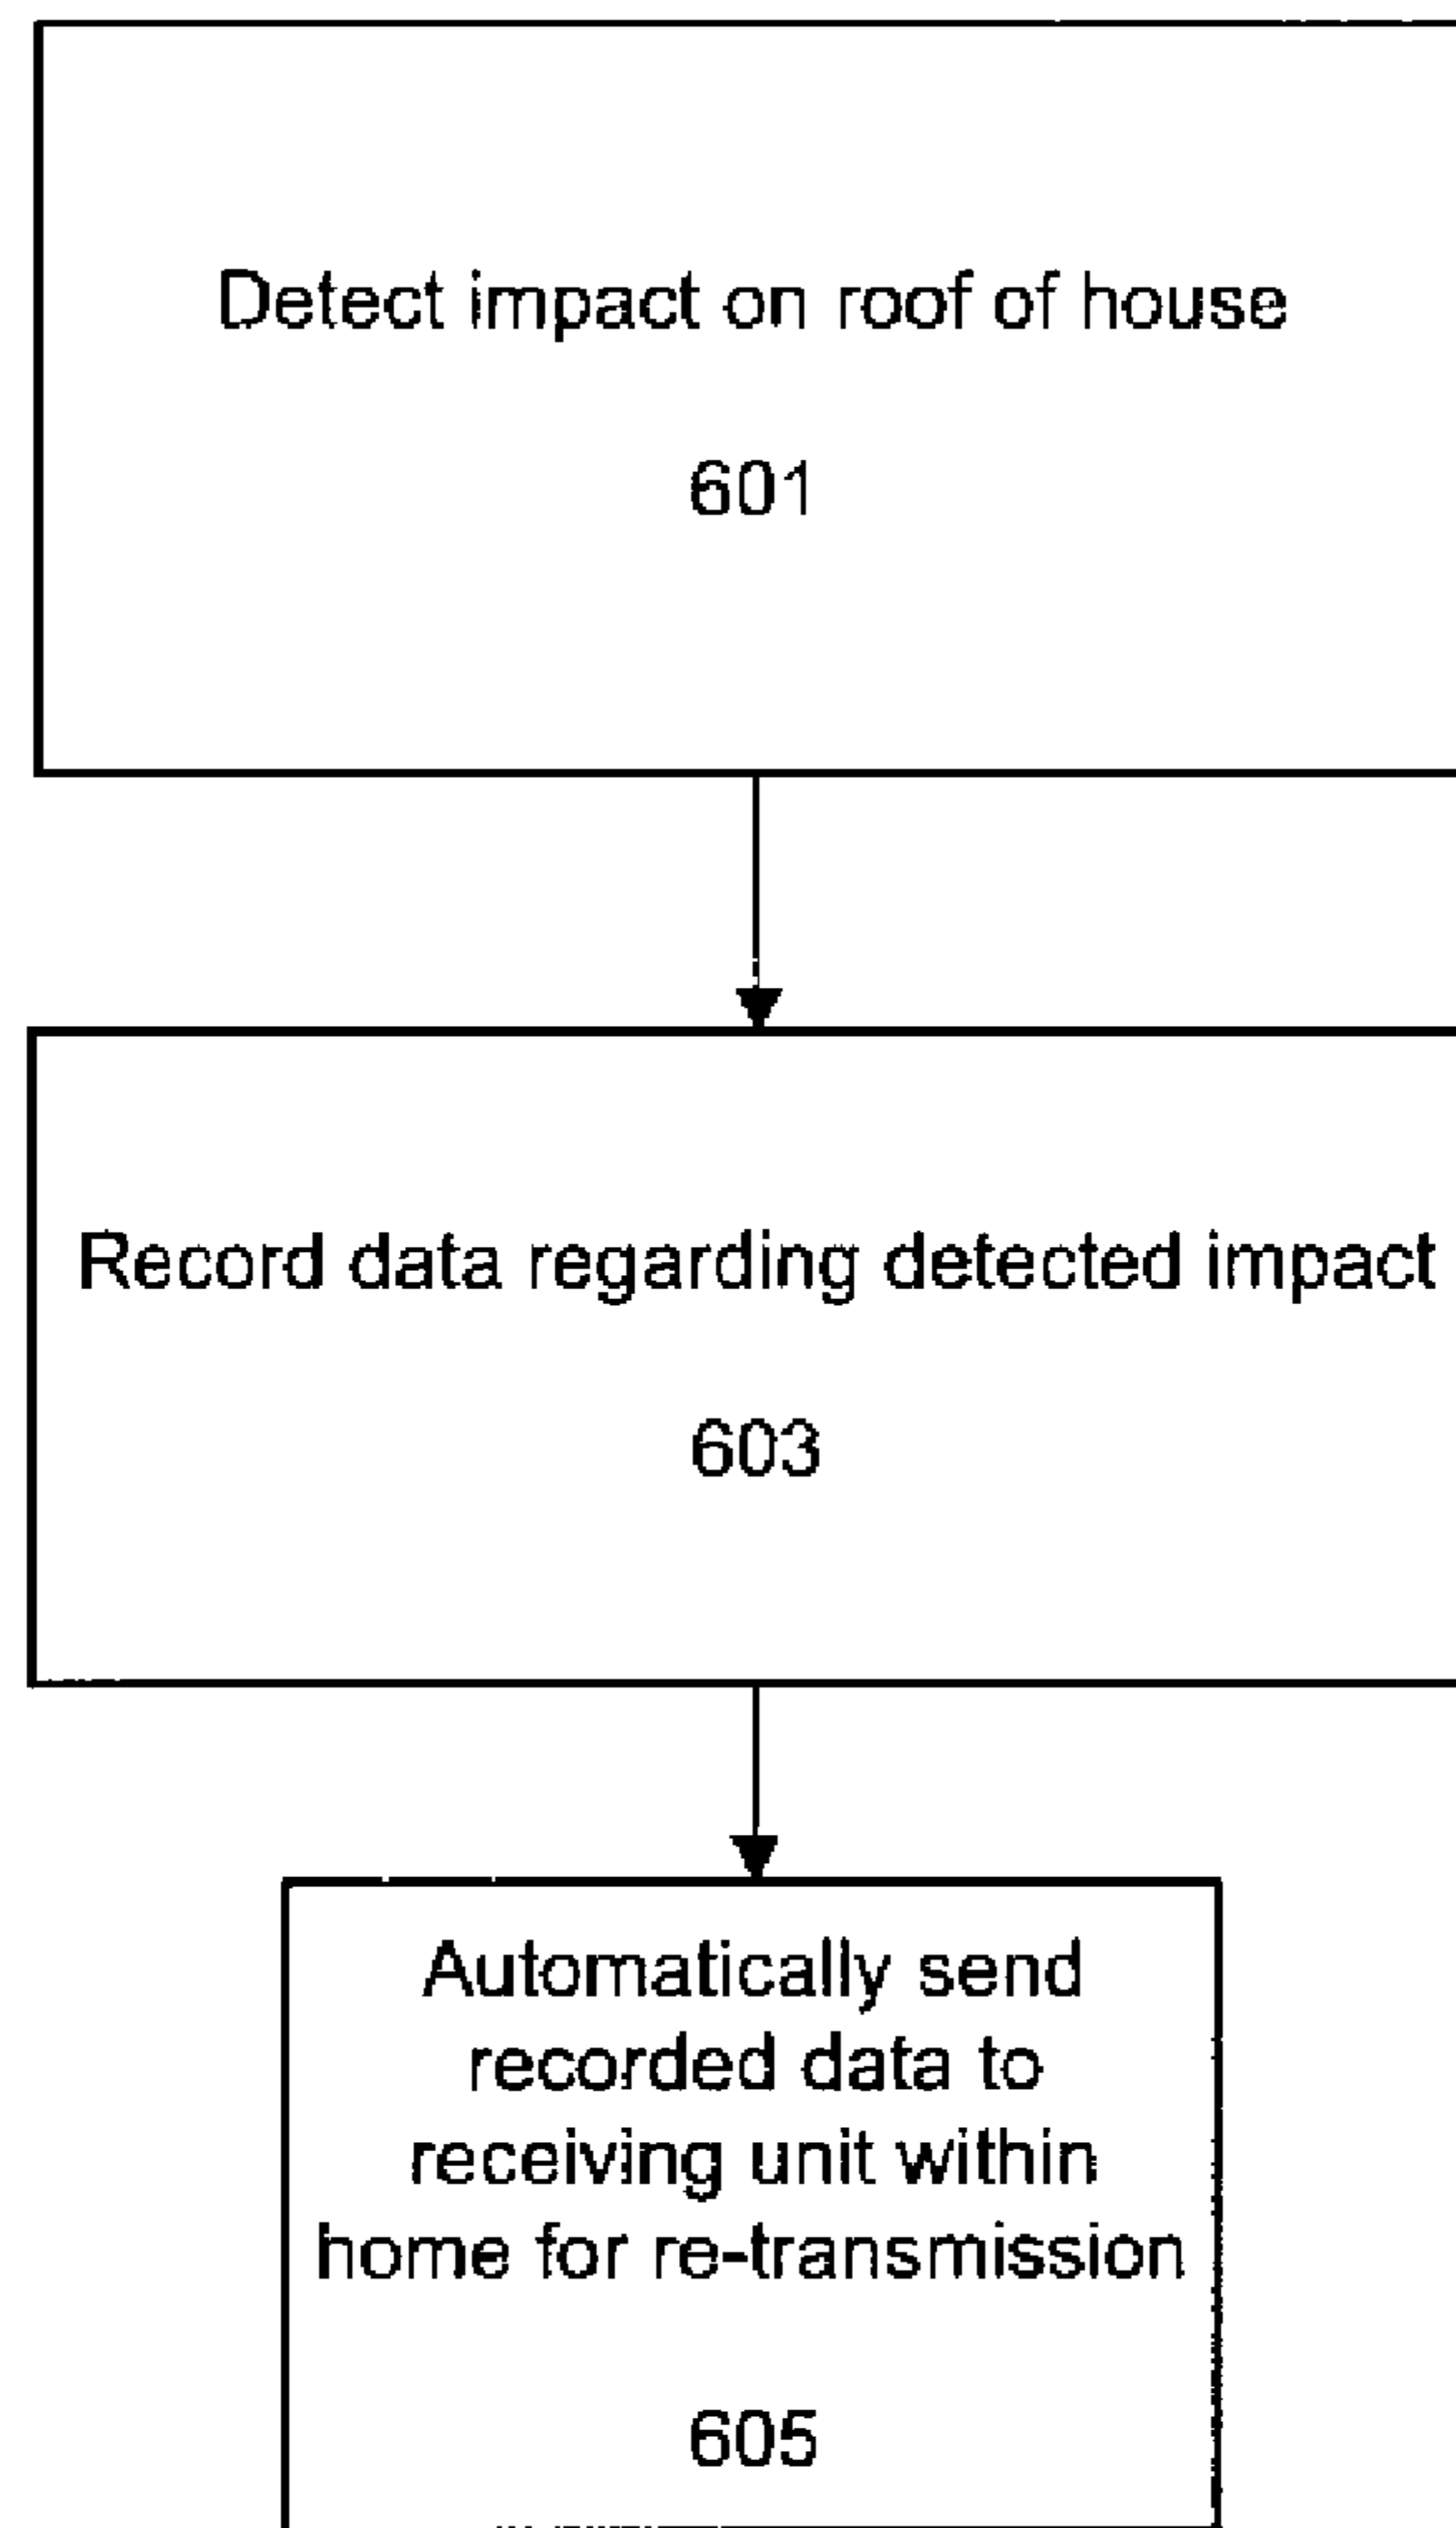 Detect impact on roof of house
601
Record data regarding detected impact
603
Automatically send
recorded data to
receiving unit within
home for re-transmission
605